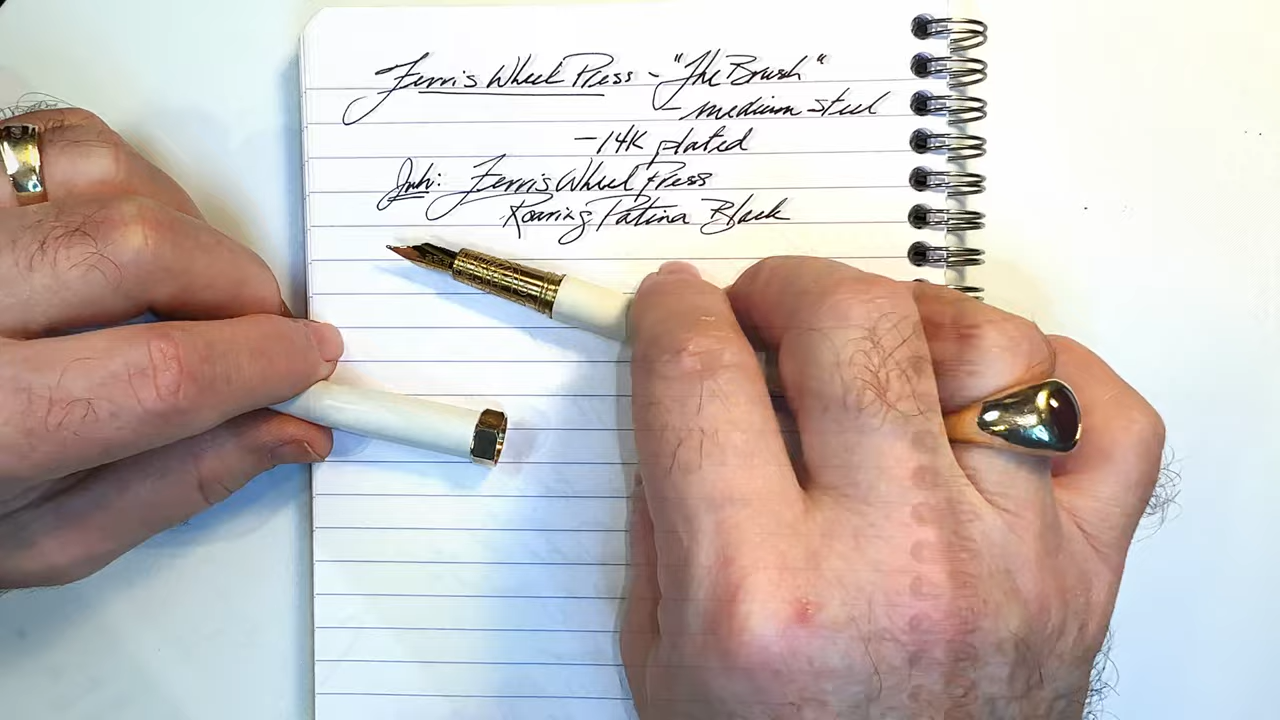 Ferris Wheel Press - "The Brush"
- medium steel
- 14K plated
Ink: Ferris Wheel Press
Roaring Patina Black